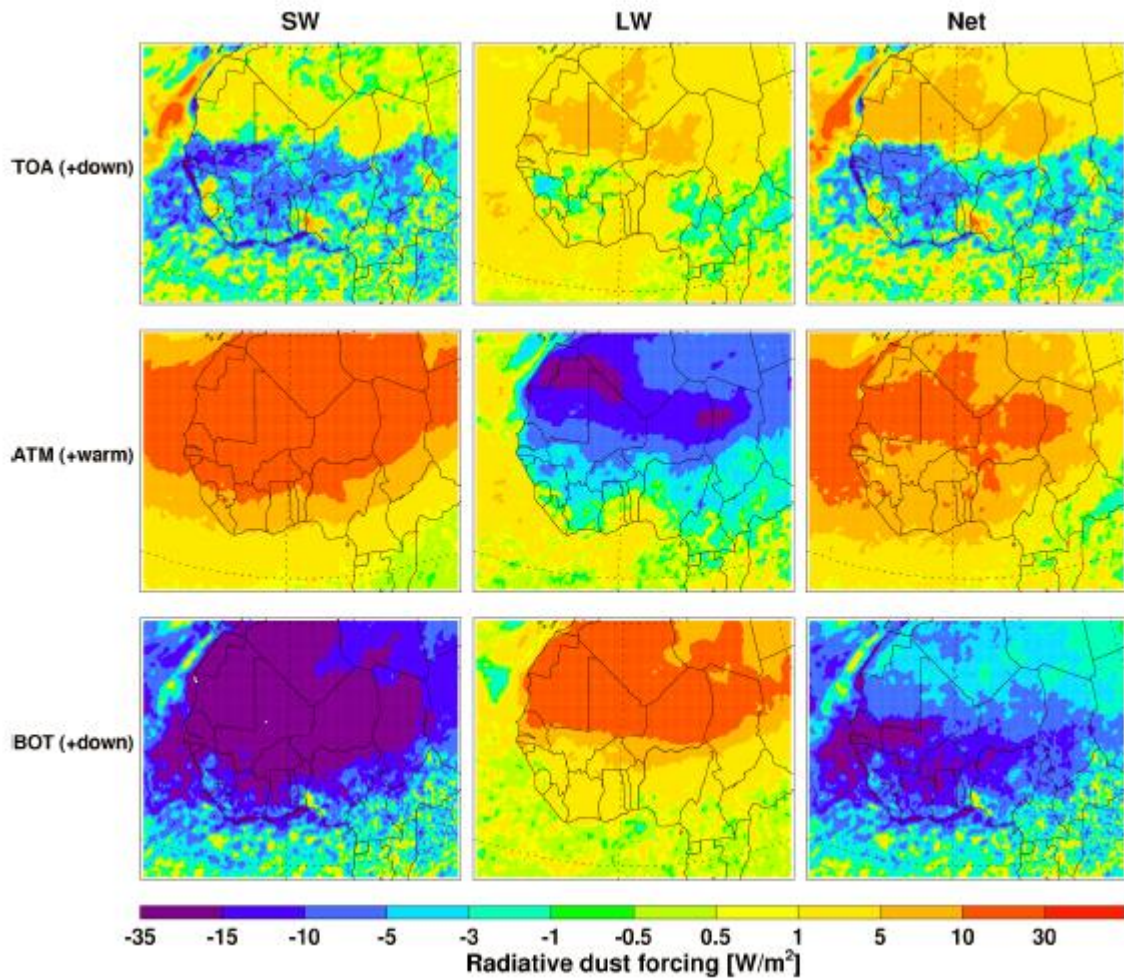 SW LW Net
TOA (+down)
ATM (+warm)
BOT (+down)
-35 -15 -10 -5 -3 -1 -0.5 0.5 1 5 10 30
Radiative dust forcing [W/m²]